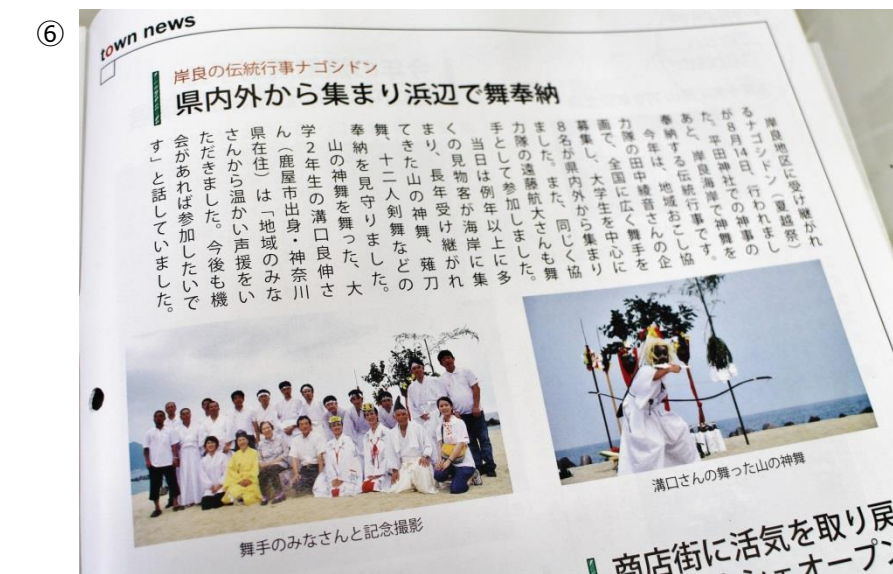 ⑥
town news
岸良の伝統行事ナゴシドン
県内外から集まり浜辺で舞奉納
岸良地区に受け継がれ
るナゴシドン（夏越祭）
が8月14日、行われまし
た。平田神社での神事の
あと、岸良海岸で神舞を
奉納する伝統行事です。
今年は、地域おこし協
力隊の田中綾音さんの企
画で、全国に広く舞手を
募集し、大学生を中心に
8名が県内外から集まり
ました。また、同じく協
力隊の遠藤航大さんも舞
手として参加しました。
当日は例年以上に多
くの見物客が海岸に集
まり、長年受け継がれ
てきた山の神舞、薙刀
舞、十二人剣舞などの
奉納を見守りました。
山の神舞を舞った、大
学2年生の溝口良伸さ
ん（鹿屋市出身・神奈川
県在住）は「地域のみな
さんから温かい声援をい
ただきました。今後も機
会があれば参加したいで
す」と話していました。
舞手のみなさんと記念撮影
溝口さんの舞った山の神舞
商店街に活気を取り戻
オープン